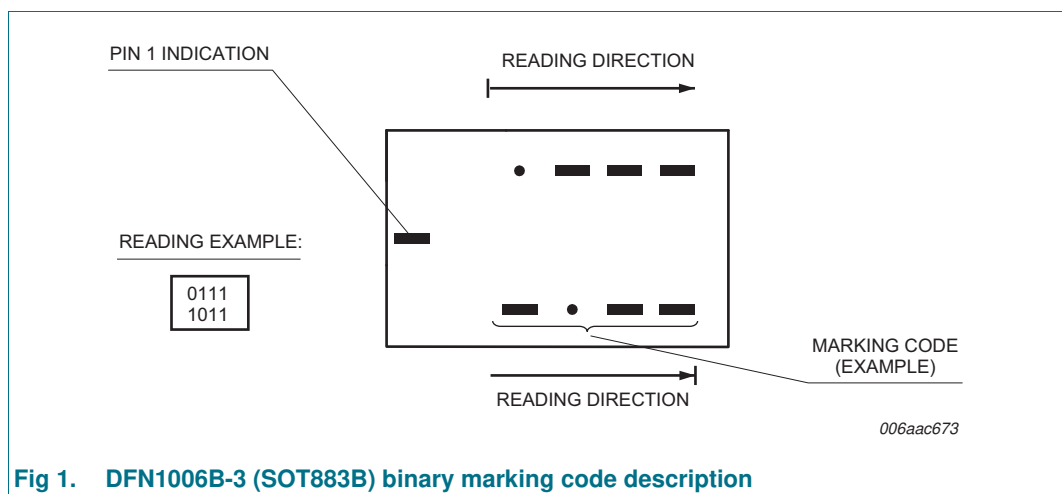 PIN 1 INDICATION
READING DIRECTION
READING EXAMPLE:
0111
1011
MARKING CODE
(EXAMPLE)
READING DIRECTION
006aac673
Fig 1. DFN1006B-3 (SOT883B) binary marking code description